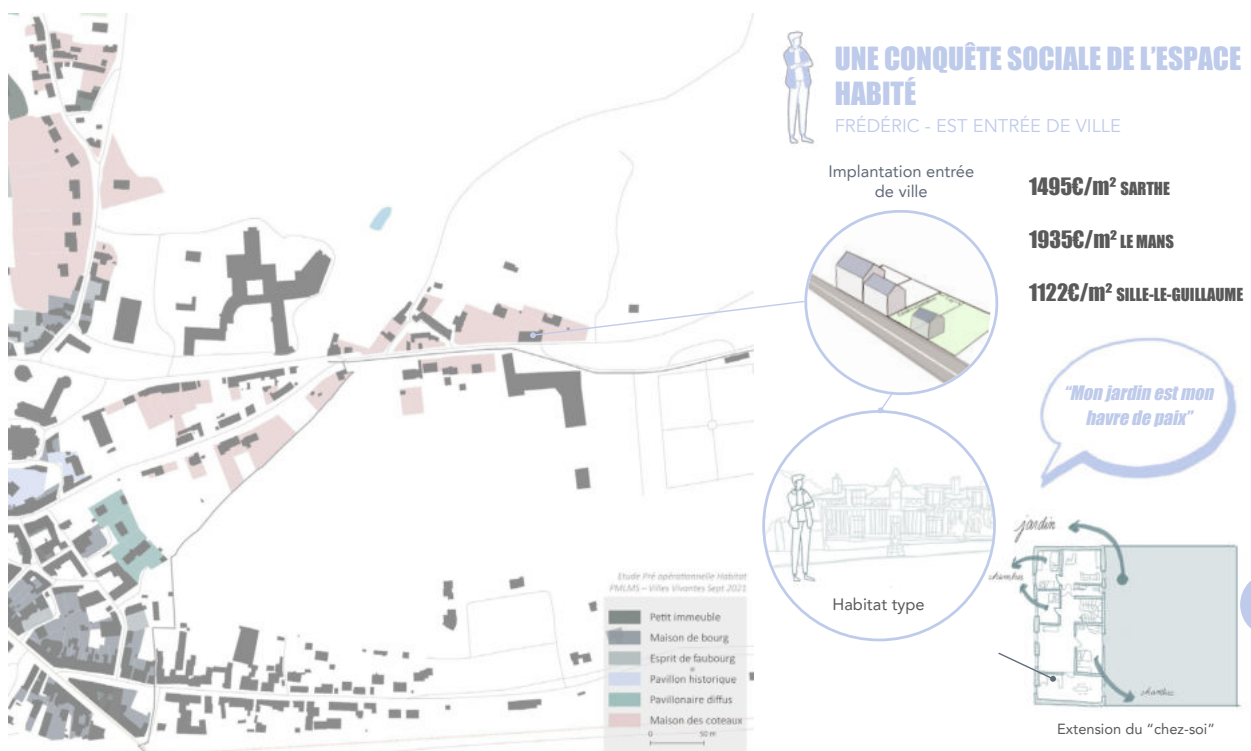 UNE CONQUÊTE SOCIALE DE L'ESPACE
HABITÉ
FRÉDÉRIC - EST ENTRÉE DE VILLE
Implantation entrée
de ville
1495€/m² SARTHE
1935€/m² LE MANS
1122€/m² SILLE-LE-GUILLAUME
"Mon jardin est mon
havre de paix"
Habitat type
jardin
chambres
chambre
Extension du "chez-soi"
Etude Pré opérationnelle Habitat
PMLMS – Villes Vivantes Sept 2021
Petit immeuble
Maison de bourg
Esprit de faubourg
Pavillon historique
Pavillonaire diffus
Maison des coteaux
0 50 m